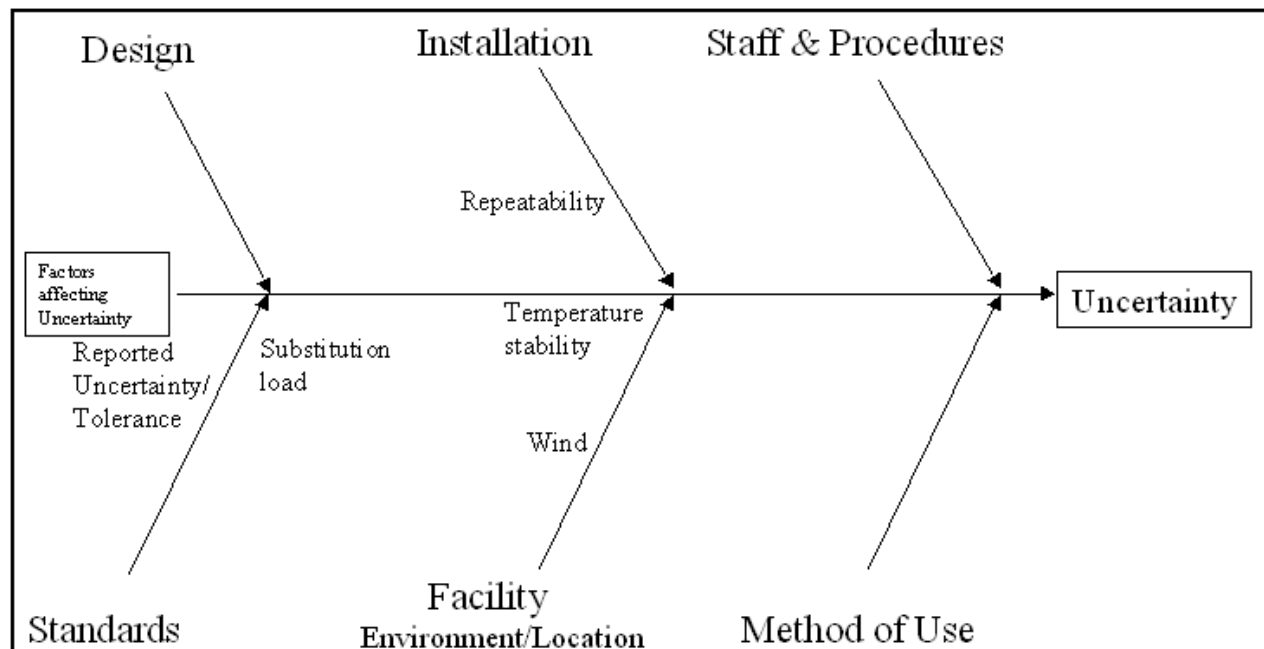 Design
Installation
Staff & Procedures
Repeatability
Factors
affecting
Uncertainty
Uncertainty
Reported
Uncertainty/
Tolerance
Substitution
load
Temperature
stability
Wind
Standards
Facility
Environment/Location
Method of Use